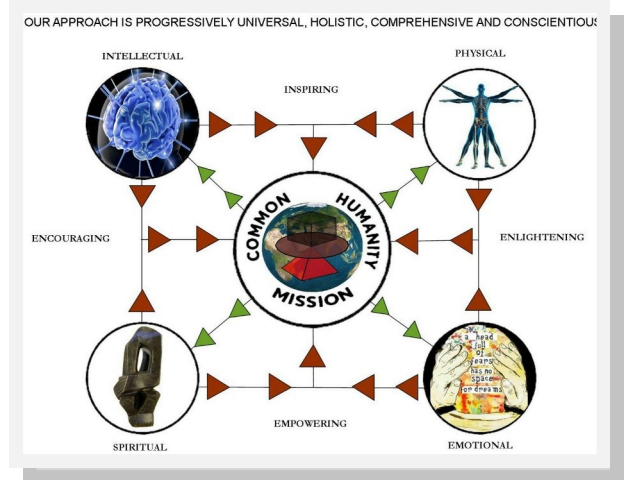 OUR APPROACH IS PROGRESSIVELY UNIVERSAL, HOLISTIC, COMPREHENSIVE AND CONSCIENTIOUS
INTELLECTUAL
PHYSICAL
INSPIRING
COMMON HUMANITY
MISSION
ENCOURAGING
ENLIGHTENING
a head
full
of
fears
has no
space
for dreams
EMPOWERING
SPIRITUAL
EMOTIONAL